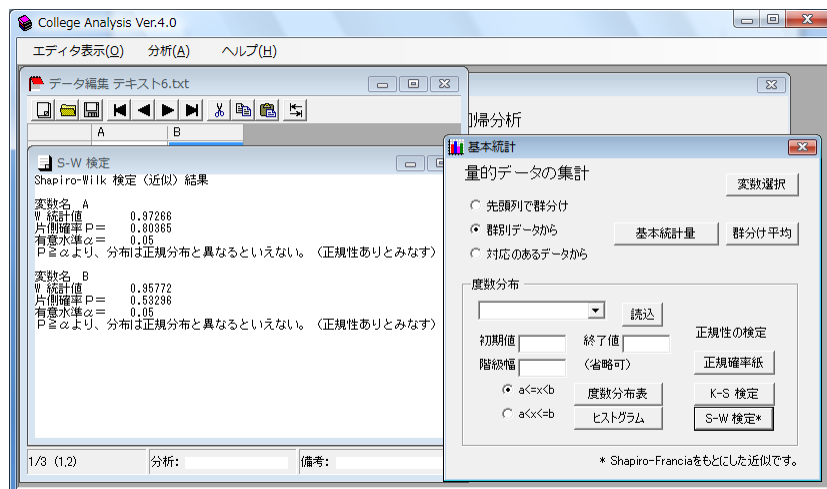 College Analysis Ver.4.0
エディタ表示(O) 分析(A) ヘルプ(H)
データ編集 テキスト6.txt
A B
S-W 検定
Shapiro-Wilk 検定（近似）結果
変数名 A
W 統計値 0.97266
片側確率Ｐ＝ 0.80365
有意水準α＝ 0.05
Ｐ≧αより、分布は正規分布と異なるといえない。（正規性ありとみなす）
変数名 B
W 統計値 0.95772
片側確率Ｐ＝ 0.53296
有意水準α＝ 0.05
Ｐ≧αより、分布は正規分布と異なるといえない。（正規性ありとみなす）
1/3 (1,2) 分析: 備考:
帰分析
基本統計
量的データの集計
変数選択
先頭列で群分け
群別データから
基本統計量 群分け平均
対応のあるデータから
度数分布
読込
初期値 終了値
正規性の検定
階級幅 （省略可）
正規確率紙
a<=x<b
度数分布表
K-S 検定
a<x<=b
ヒストグラム
S-W 検定*
* Shapiro-Franciaをもとにした近似です。